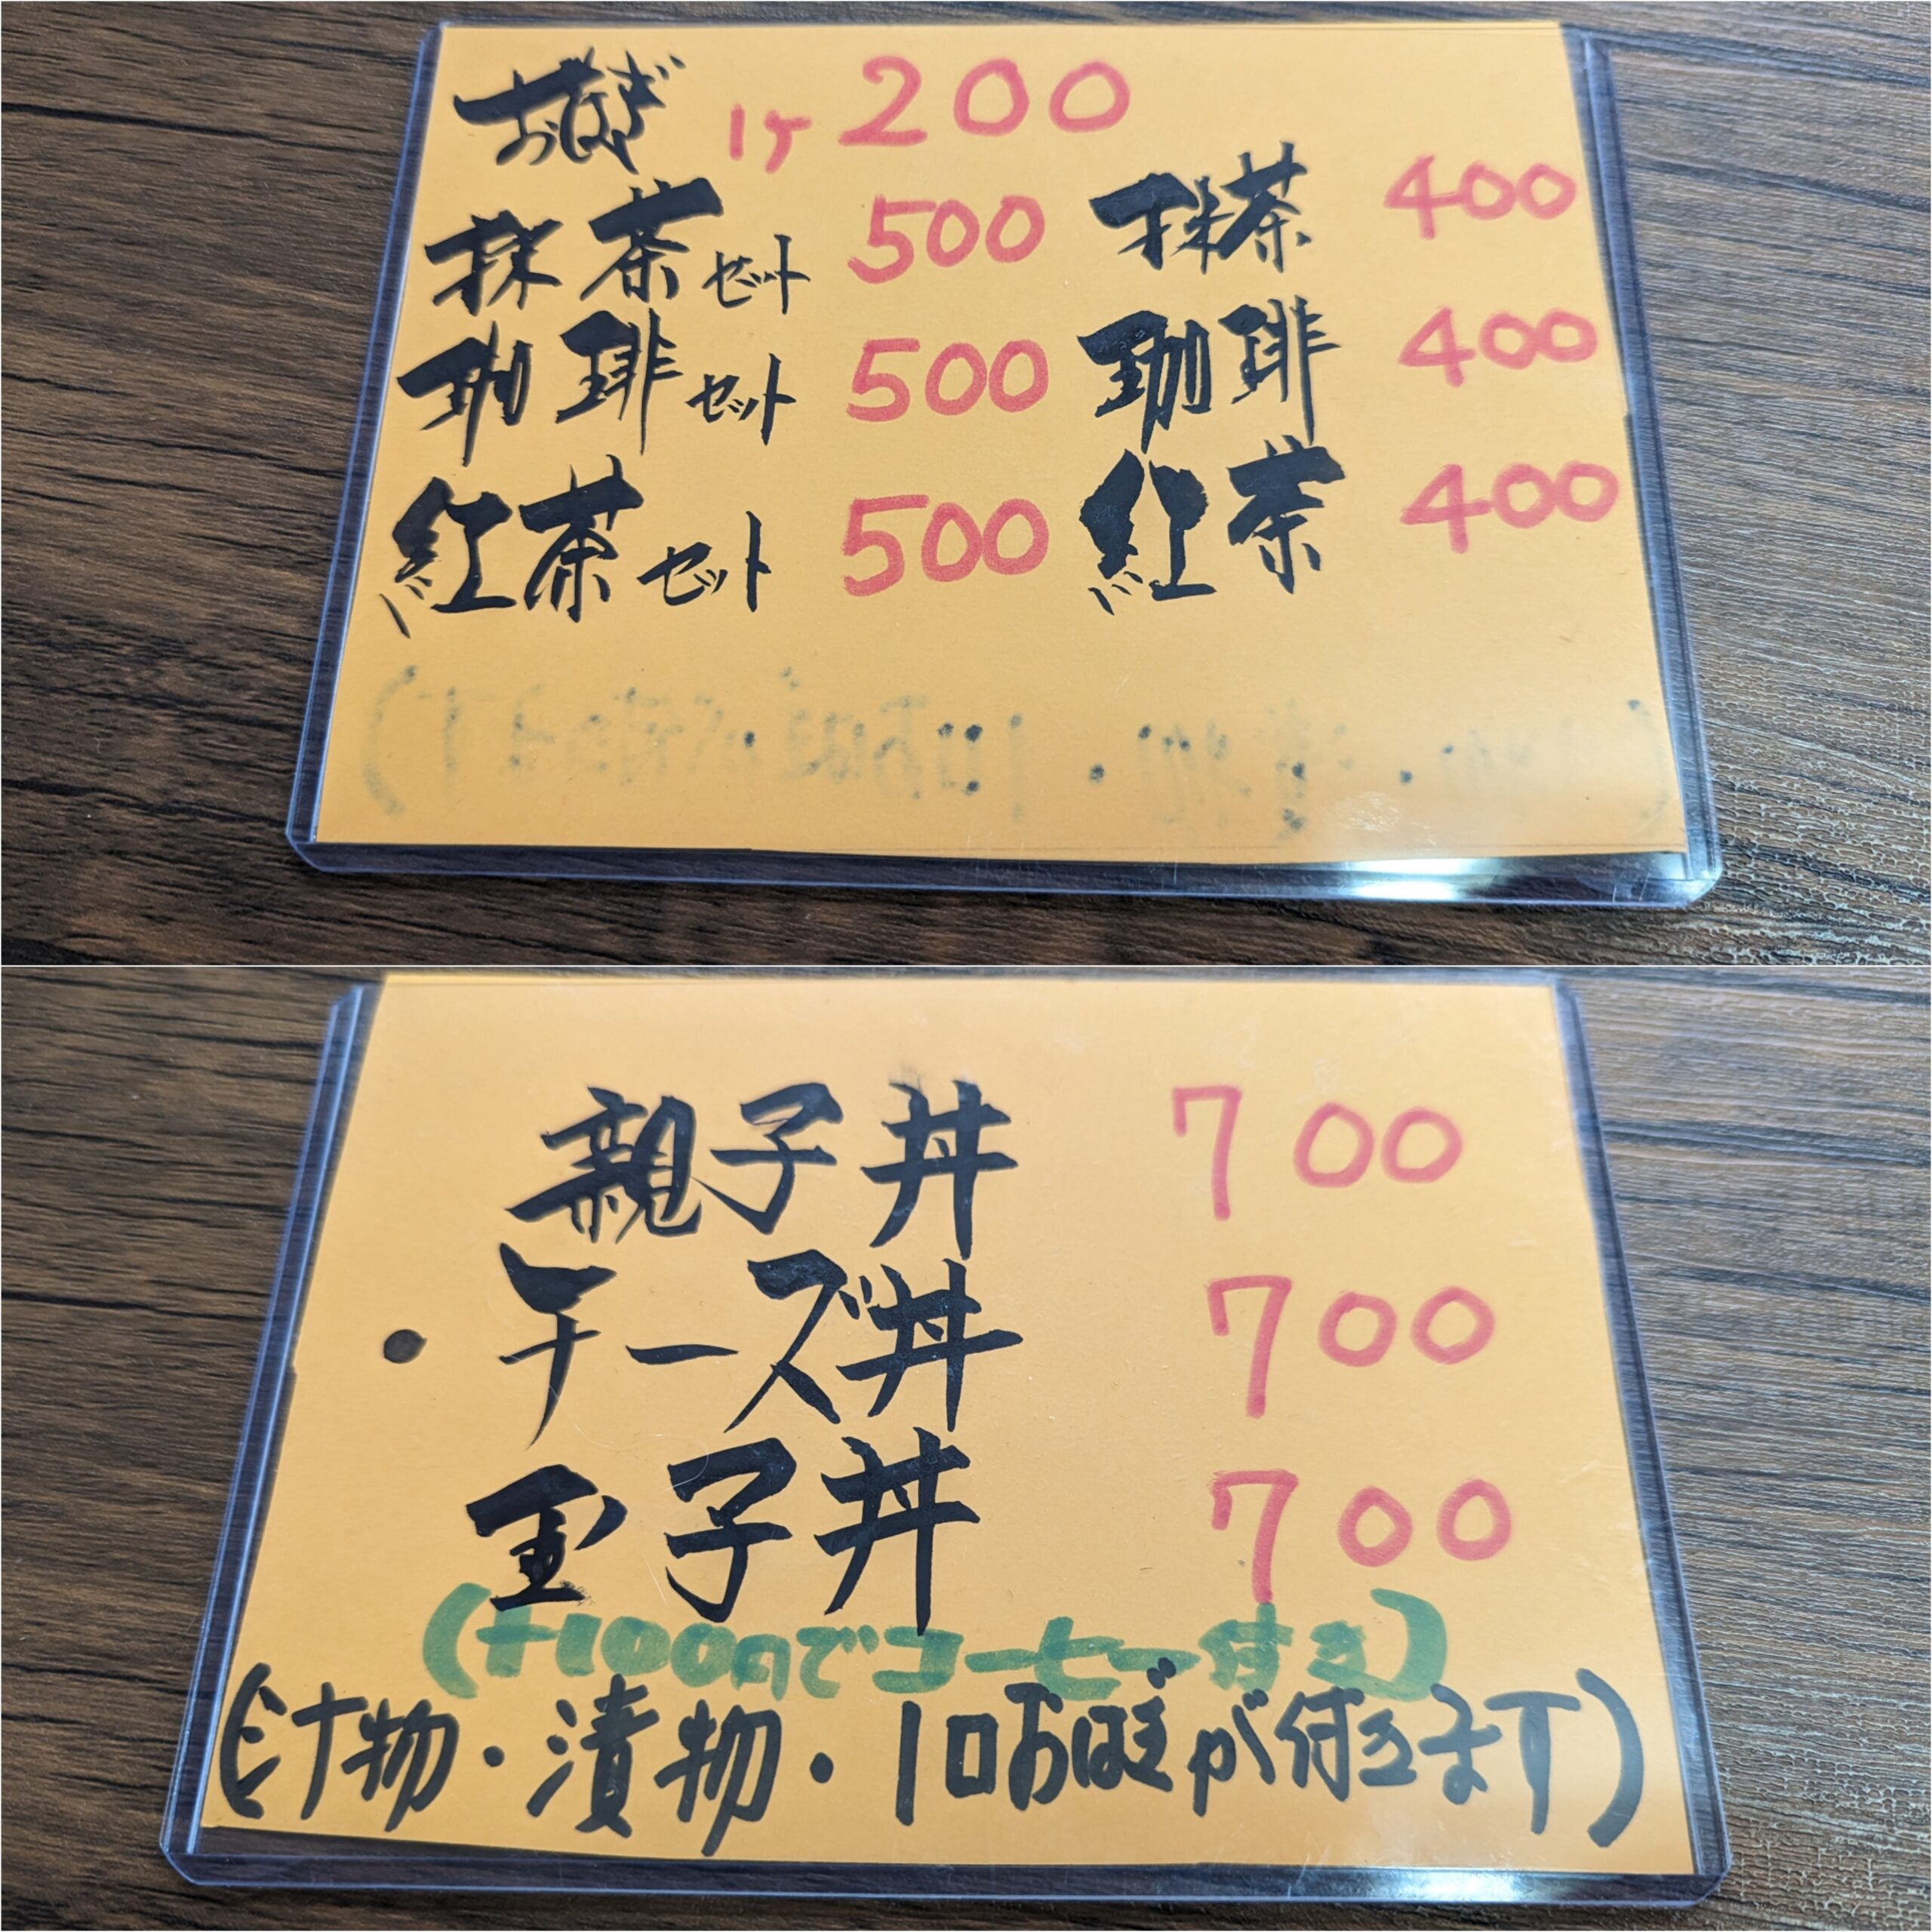 おはぎ 1ケ 200
抹茶セット 500 抹茶 400
珈琲セット 500 珈琲 400
紅茶セット 500 紅茶 400
親子丼 700
・チーズ丼 700
玉子丼 700
(+100円でコーヒー付き)
(汁物・漬物・1口おはぎが付きます)